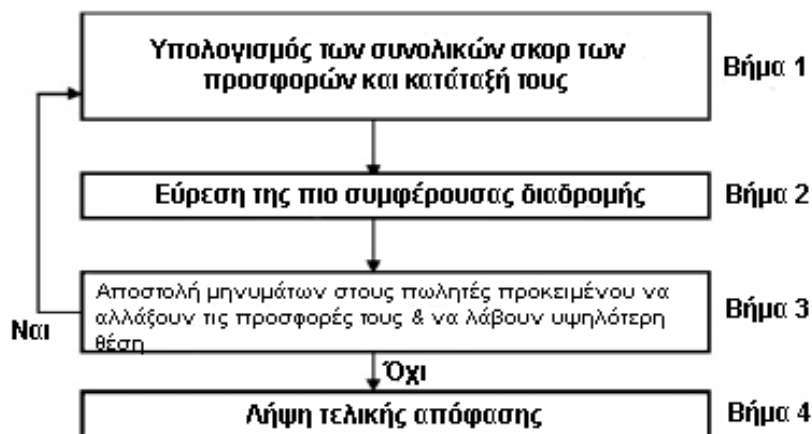 Υπολογισμός των συνολικών σκορ των
προσφορών και κατάταξή τους
Βήμα 1
Εύρεση της πιο συμφέρουσας διαδρομής
Βήμα 2
Αποστολή μηνυμάτων στους πωλητές προκειμένου να
αλλάξουν τις προσφορές τους & να λάβουν υψηλότερη
θέση
Βήμα 3
Ναι
Όχι
Λήψη τελικής απόφασης
Βήμα 4